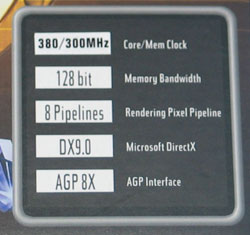 380/300MHz Core/Mem Clock
128 bit Memory Bandwidth
8 Pipelines Rendering Pixel Pipeline
DX9.0 Microsoft DirectX
AGP 8X AGP Interface